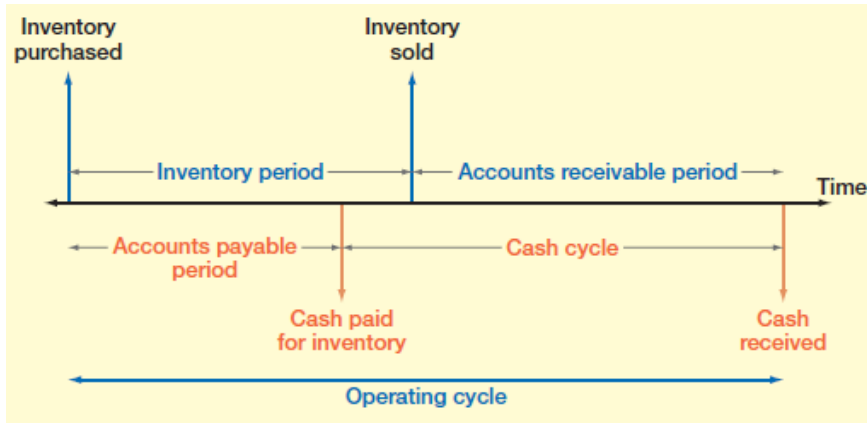 Inventory
purchased
Inventory
sold
Inventory period
Accounts receivable period
Time
Accounts payable
period
Cash cycle
Cash paid
for inventory
Cash
received
Operating cycle